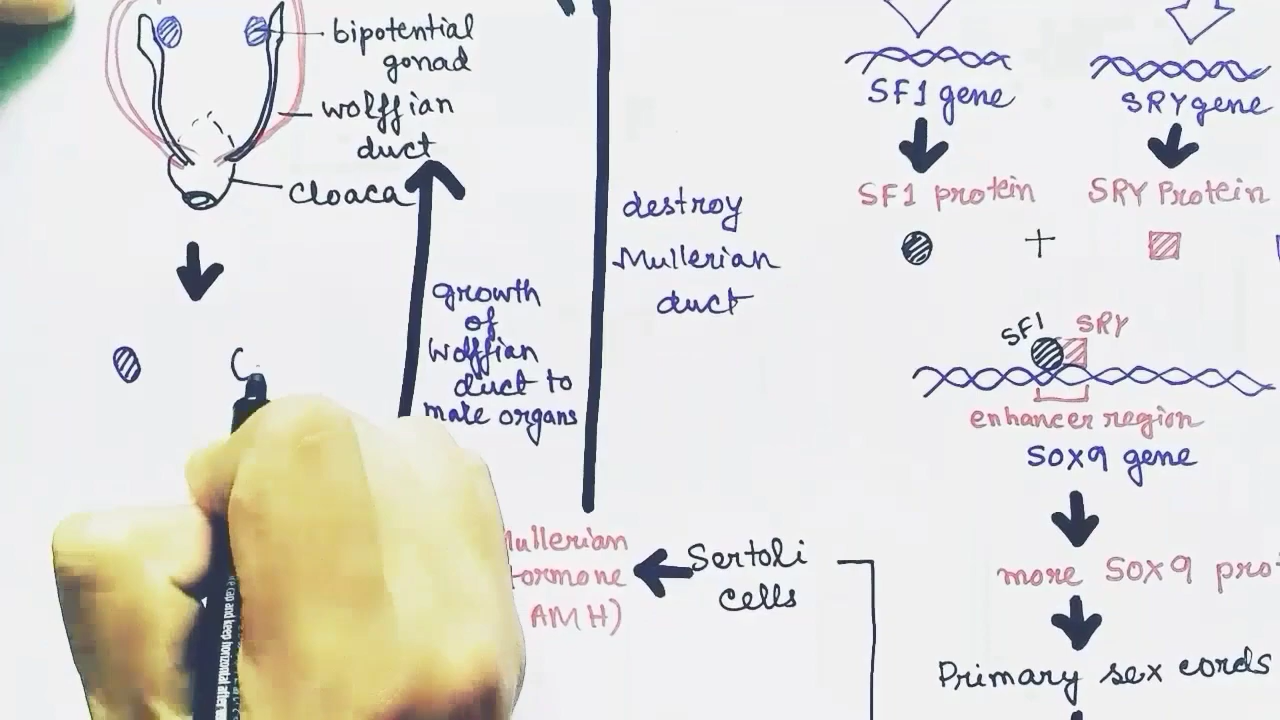 bipotential
gonad
wolffian
duct
Cloaca
growth
of
Wolffian
duct to
male organs
destroy
Mullerian
duct
Mullerian
hormone
AMH)
Sertoli
cells
SF1 gene
SRY gene
SF1 protein
SRY Protein
+
SF1
SRY
enhancer region
SOX9 gene
more SOX9 pro
Primary sex cords